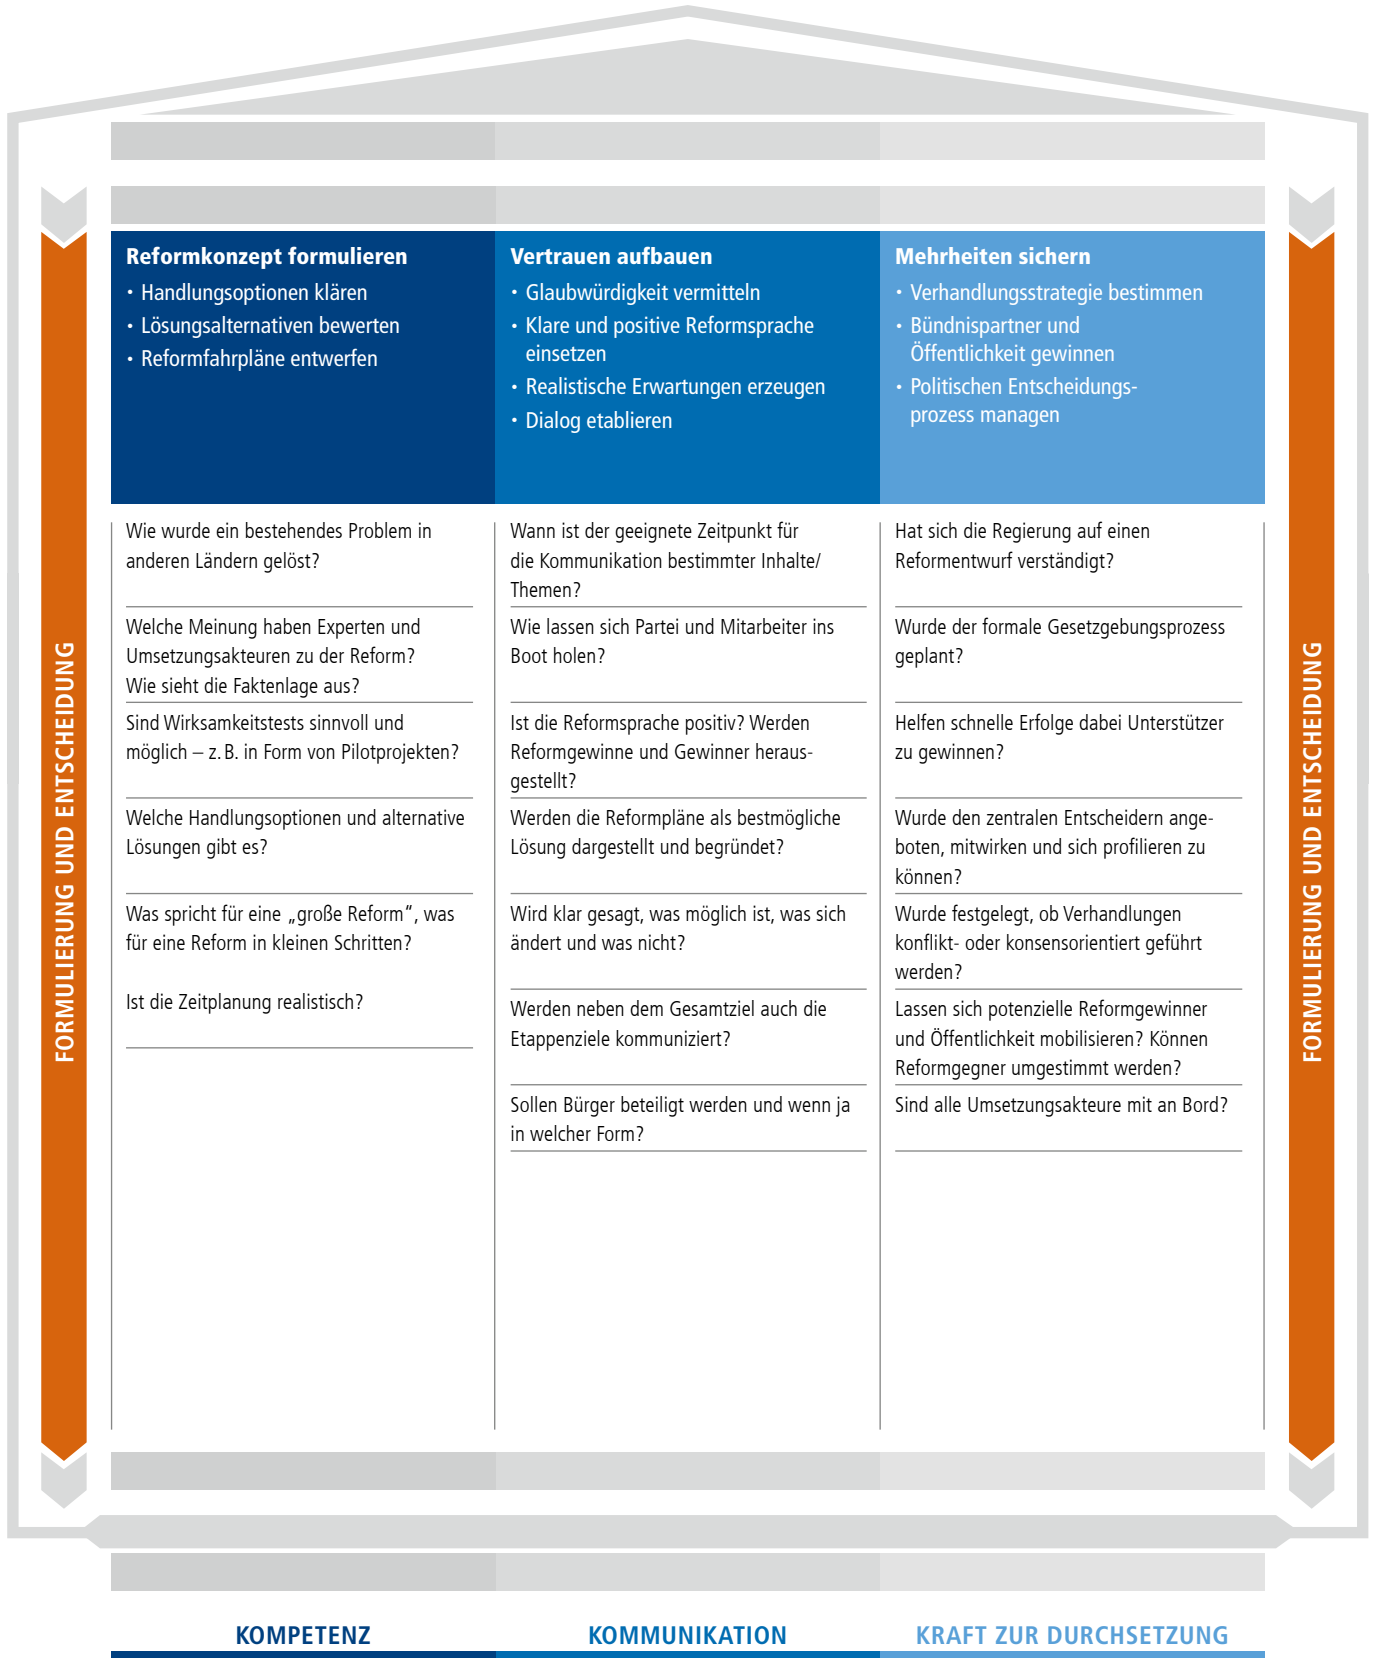 Reformkonzept formulieren
• Handlungsoptionen klären
• Lösungsalternativen bewerten
• Reformfahrpläne entwerfen
Vertrauen aufbauen
• Glaubwürdigkeit vermitteln
• Klare und positive Reformsprache
einsetzen
• Realistische Erwartungen erzeugen
• Dialog etablieren
Mehrheiten sichern
• Verhandlungsstrategie bestimmen
• Bündnispartner und
Öffentlichkeit gewinnen
• Politischen Entscheidungs-
prozess managen
FORMULIERUNG UND ENTSCHEIDUNG
Wie wurde ein bestehendes Problem in
anderen Ländern gelöst?
Welche Meinung haben Experten und
Umsetzungsakteuren zu der Reform?
Wie sieht die Faktenlage aus?
Sind Wirksamkeitstests sinnvoll und
möglich – z. B. in Form von Pilotprojekten?
Welche Handlungsoptionen und alternative
Lösungen gibt es?
Was spricht für eine „große Reform“, was
für eine Reform in kleinen Schritten?
Ist die Zeitplanung realistisch?
Wann ist der geeignete Zeitpunkt für
die Kommunikation bestimmter Inhalte/
Themen?
Wie lassen sich Partei und Mitarbeiter ins
Boot holen?
Ist die Reformsprache positiv? Werden
Reformgewinne und Gewinner heraus-
gestellt?
Werden die Reformpläne als bestmögliche
Lösung dargestellt und begründet?
Wird klar gesagt, was möglich ist, was sich
ändert und was nicht?
Werden neben dem Gesamtziel auch die
Etappenziele kommuniziert?
Sollen Bürger beteiligt werden und wenn ja
in welcher Form?
Hat sich die Regierung auf einen
Reformentwurf verständigt?
Wurde der formale Gesetzgebungsprozess
geplant?
Helfen schnelle Erfolge dabei Unterstützer
zu gewinnen?
Wurde den zentralen Entscheidern ange-
boten, mitwirken und sich profilieren zu
können?
Wurde festgelegt, ob Verhandlungen
konflikt- oder konsensorientiert geführt
werden?
Lassen sich potenzielle Reformgewinner
und Öffentlichkeit mobilisieren? Können
Reformgegner umgestimmt werden?
Sind alle Umsetzungsakteure mit an Bord?
FORMULIERUNG UND ENTSCHEIDUNG
KOMPETENZ
KOMMUNIKATION
KRAFT ZUR DURCHSETZUNG